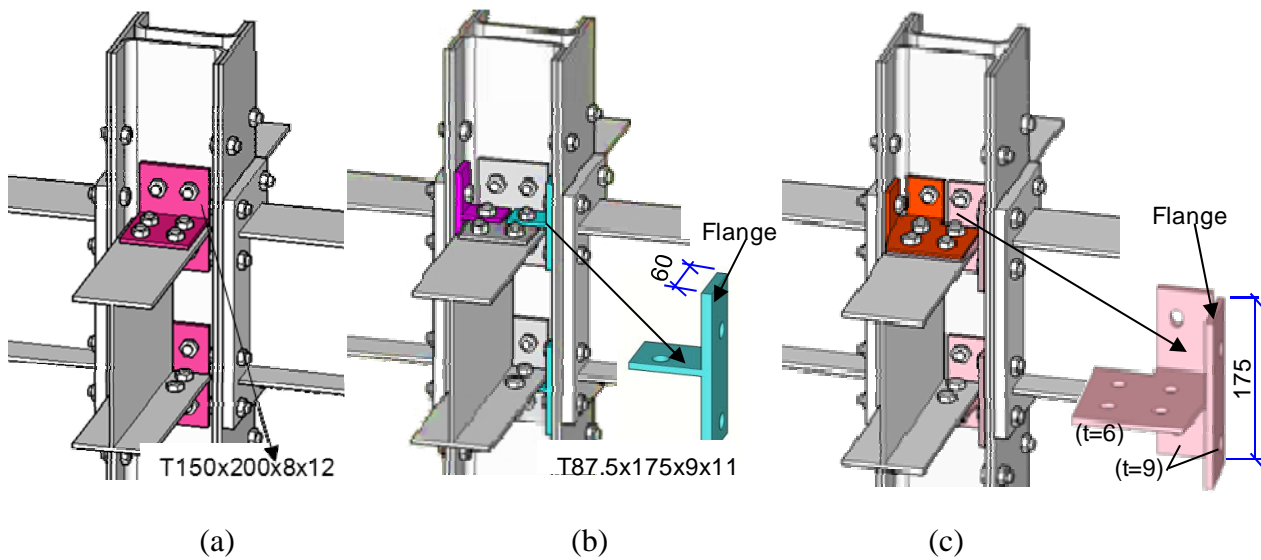 T150x200x8x12
Flange
60
T87.5x175x9x11
Flange
175
(t=6)
(t=9)
(a)
(b)
(c)